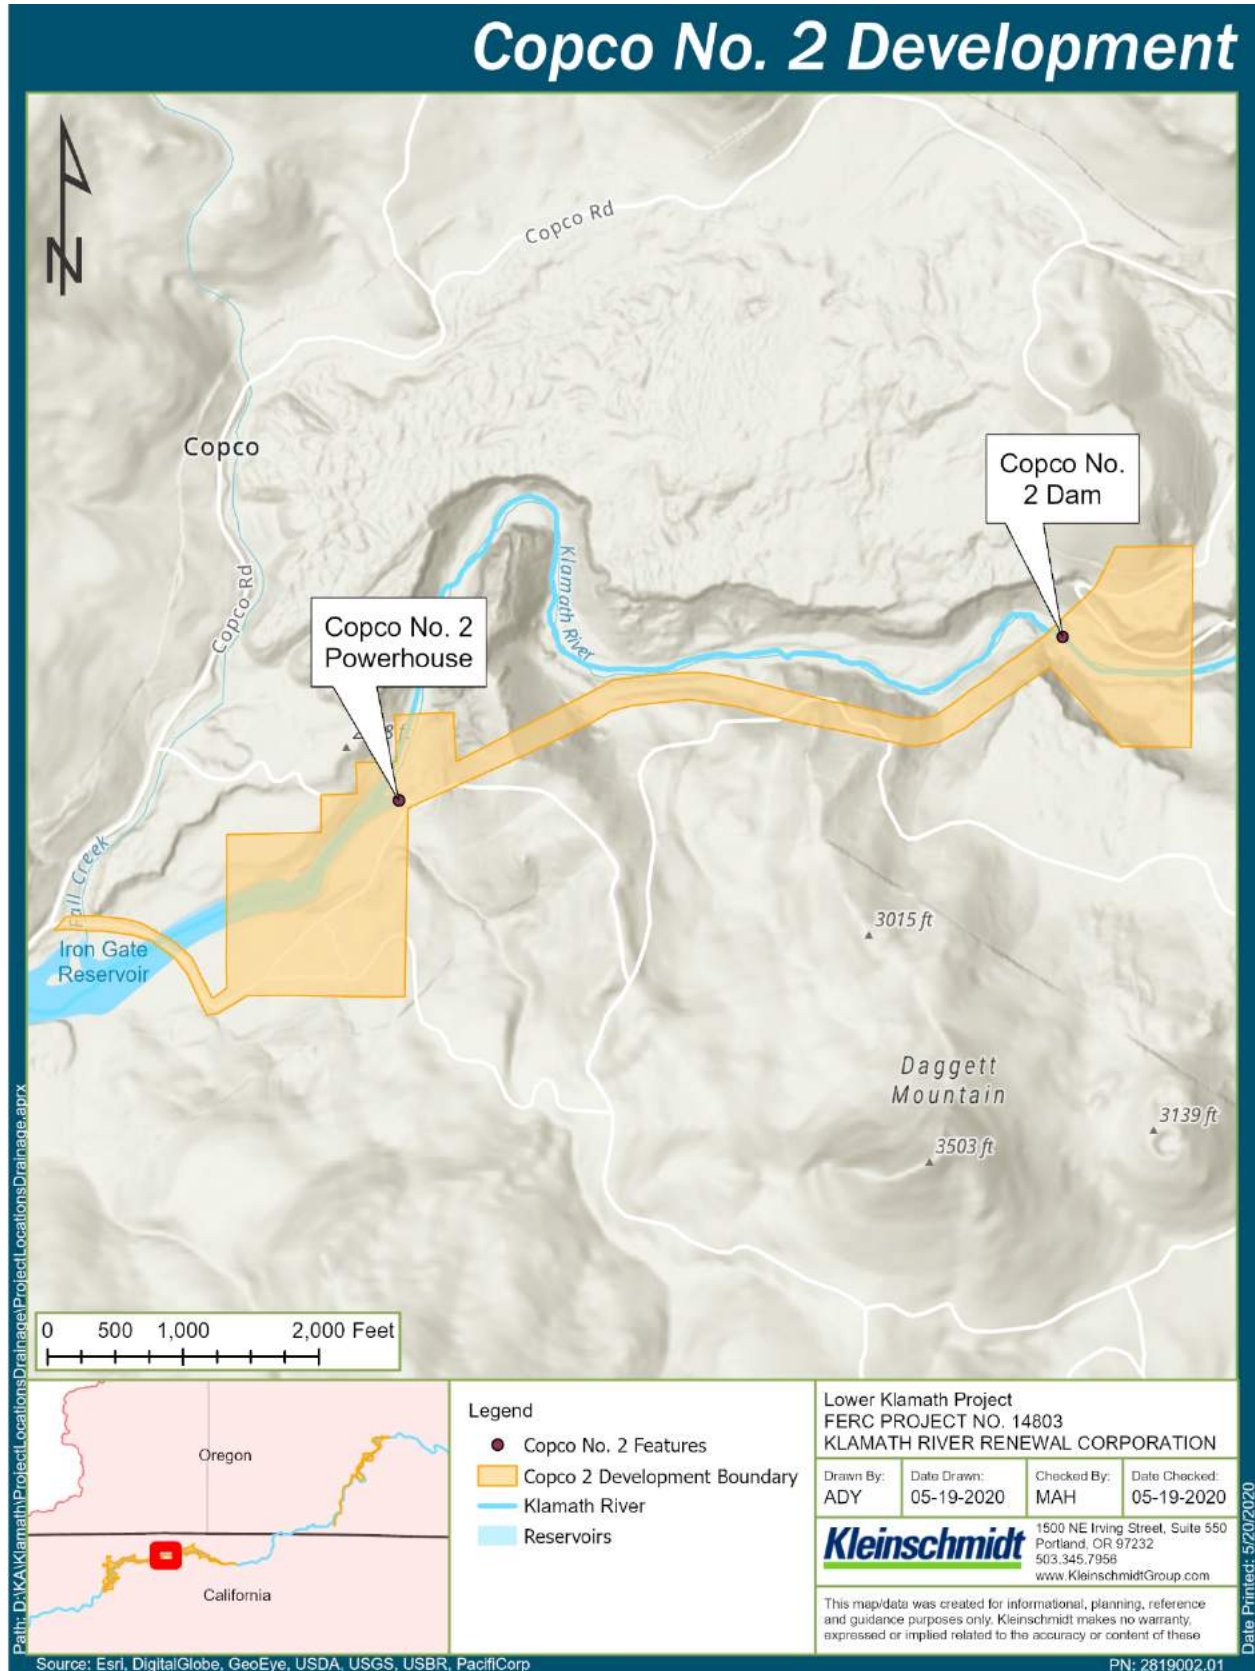 Copco No. 2 Development
N
Copco Rd
Copco
Copco No.
2 Dam
Klamath River
Copco Rd
Copco No. 2
Powerhouse
Fall Creek
Iron Gate
Reservoir
3015 ft
Daggett
Mountain
3139 ft
3503 ft
0 500 1,000 2,000 Feet
Oregon
California
Legend
Copco No. 2 Features
Copco 2 Development Boundary
Klamath River
Reservoirs
Lower Klamath Project
FERC PROJECT NO. 14803
KLAMATH RIVER RENEWAL CORPORATION
Drawn By: Date Drawn: Checked By: Date Checked:
ADY 05-19-2020 MAH 05-19-2020
Kleinschmidt
1500 NE Irving Street, Suite 550
Portland, OR 97232
503.345.7956
www.KleinschmidtGroup.com
This map/data was created for informational, planning, reference
and guidance purposes only. Kleinschmidt makes no warranty,
expressed or implied related to the accuracy or content of these
Path: D:\KA\Klamath\ProjectLocationsDrainage\ProjectLocationsDrainage.aprx
Date Printed: 5/20/2020
Source: Esri, DigitalGlobe, GeoEye, USDA, USGS, USBR, PacifiCorp
PN: 2819002.01